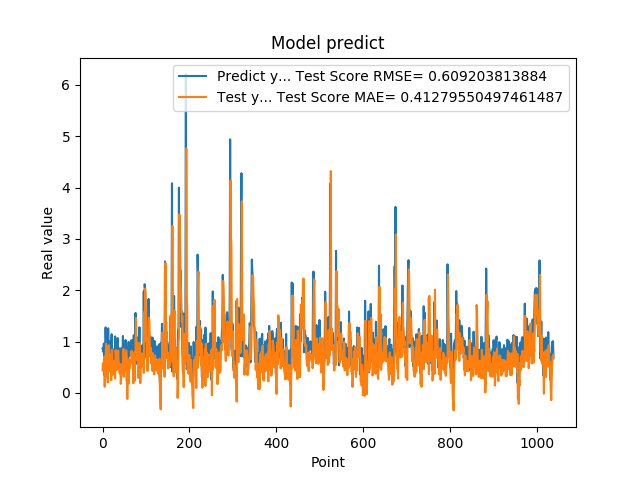 Model predict
Predict y... Test Score RMSE= 0.609203813884
Test y... Test Score MAE= 0.41279550497461487
6
5
4
3
2
1
0
Real value
0 200 400 600 800 1000
Point